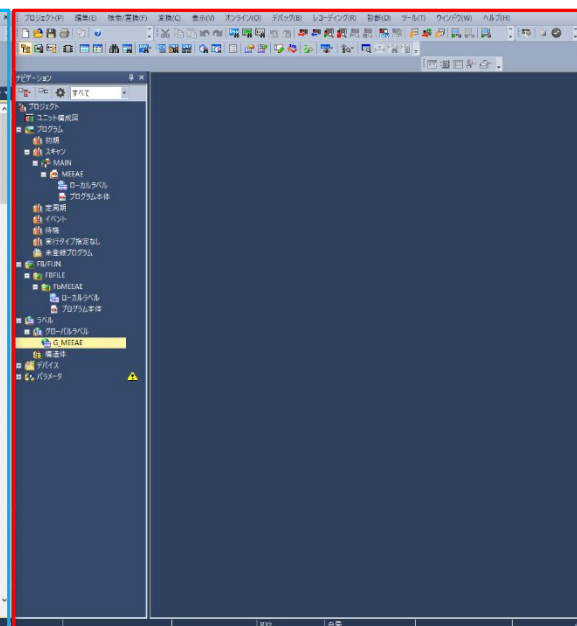 プロジェクト(P) 編集(E) 検索/置換(F) 変換(C) 表示(V) オンライン(O) デバッグ(B) レコーディング(R) 診断(D) ツール(T) ウィンドウ(W) ヘルプ(H)
ナビゲーション
すべて
プロジェクト
ユニット構成図
プログラム
初期
スキャン
MAIN
MEEAE
ローカルラベル
プログラム本体
定周期
イベント
待機
実行タイプ指定なし
未登録プログラム
FB/FUN
FBFILE
FbMEEAE
ローカルラベル
プログラム本体
ラベル
グローバルラベル
G_MEEAE
構造体
デバイス
パラメータ
R32
自局